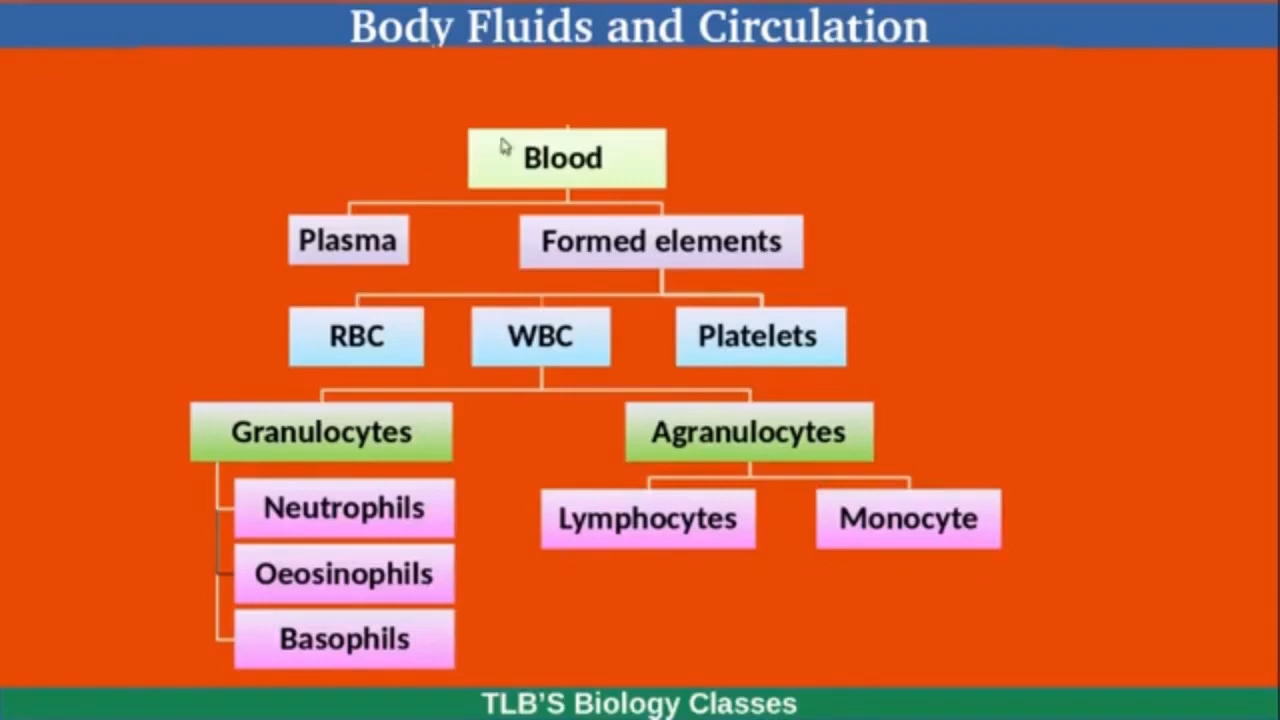 Body Fluids and Circulation
Blood
Plasma
Formed elements
RBC
WBC
Platelets
Granulocytes
Agranulocytes
Neutrophils
Oeosinophils
Basophils
Lymphocytes
Monocyte
TLB’S Biology Classes